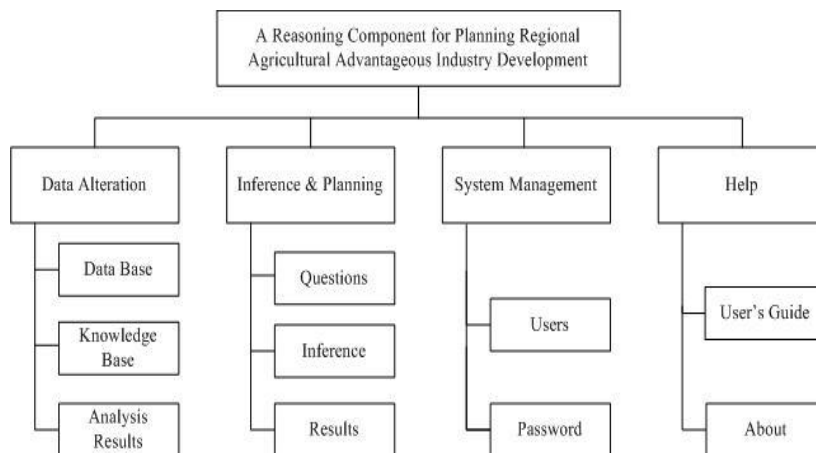 A Reasoning Component for Planning Regional
Agricultural Advantageous Industry Development
Data Alteration
Inference & Planning
System Management
Help
Data Base
Knowledge
Base
Analysis
Results
Questions
Inference
Results
Users
Password
User's Guide
About